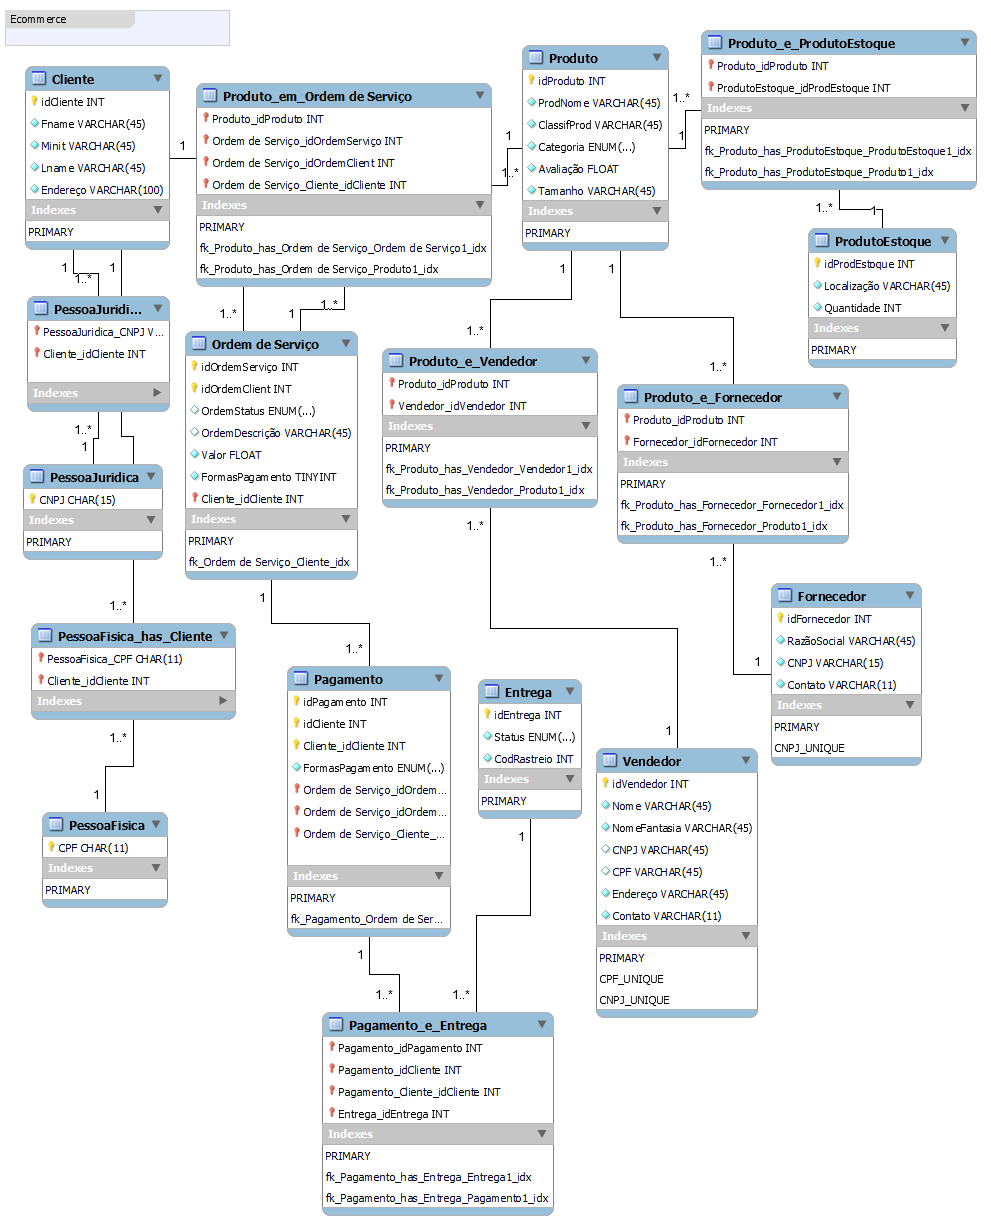 Ecommerce
Cliente
idCliente INT
Fname VARCHAR(45)
Minit VARCHAR(45)
Lname VARCHAR(45)
Endereço VARCHAR(100)
Indexes
PRIMARY
1
1
1..*
1
Produto_em_Ordem de Serviço
Produto_idProduto INT
Ordem de Serviço_idOrdemServiço INT
Ordem de Serviço_idOrdemClient INT
Ordem de Serviço_Cliente_idCliente INT
Indexes
PRIMARY
fk_Produto_has_Ordem de Serviço_Ordem de Serviço1_idx
fk_Produto_has_Ordem de Serviço_Produto1_idx
1
1..*
1..*
1..*
1
Produto
idProduto INT
ProdNome VARCHAR(45)
ClassifProd VARCHAR(45)
Categoria ENUM(...)
Avaliação FLOAT
Tamanho VARCHAR(45)
Indexes
PRIMARY
1..*
1
1
1
Produto_e_ProdutoEstoque
Produto_idProduto INT
ProdutoEstoque_idProdEstoque INT
Indexes
PRIMARY
fk_Produto_has_ProdutoEstoque_ProdutoEstoque1_idx
fk_Produto_has_ProdutoEstoque_Produto1_idx
1..*
1
ProdutoEstoque
idProdEstoque INT
Localização VARCHAR(45)
Quantidade INT
Indexes
PRIMARY
PessoaJuridi...
PessoaJuridica_CNPJ V...
Cliente_idCliente INT
Indexes
1..*
1
PessoaJuridica
CNPJ CHAR(15)
Indexes
PRIMARY
1..*
PessoaFisica_has_Cliente
PessoaFisica_CPF CHAR(11)
Cliente_idCliente INT
Indexes
1..*
1
PessoaFisica
CPF CHAR(11)
Indexes
PRIMARY
Ordem de Serviço
idOrdemServiço INT
idOrdemClient INT
OrdemStatus ENUM(...)
OrdemDescrição VARCHAR(45)
Valor FLOAT
FormasPagamento TINYINT
Cliente_idCliente INT
Indexes
PRIMARY
fk_Ordem de Serviço_Cliente_idx
1
1..*
1..*
Produto_e_Vendedor
Produto_idProduto INT
Vendedor_idVendedor INT
Indexes
PRIMARY
fk_Produto_has_Vendedor_Vendedor1_idx
fk_Produto_has_Vendedor_Produto1_idx
1..*
1
1..*
Produto_e_Fornecedor
Produto_idProduto INT
Fornecedor_idFornecedor INT
Indexes
PRIMARY
fk_Produto_has_Fornecedor_Fornecedor1_idx
fk_Produto_has_Fornecedor_Produto1_idx
1..*
1
Fornecedor
idFornecedor INT
RazãoSocial VARCHAR(45)
CNPJ VARCHAR(15)
Contato VARCHAR(11)
Indexes
PRIMARY
CNPJ_UNIQUE
Pagamento
idPagamento INT
idCliente INT
Cliente_idCliente INT
FormasPagamento ENUM(...)
Ordem de Serviço_idOrdem...
Ordem de Serviço_idOrdem...
Ordem de Serviço_Cliente_...
Indexes
PRIMARY
fk_Pagamento_Ordem de Ser...
1
1..*
Entrega
idEntrega INT
Status ENUM(...)
CodRastreio INT
Indexes
PRIMARY
1
1..*
Vendedor
idVendedor INT
Nome VARCHAR(45)
NomeFantasia VARCHAR(45)
CNPJ VARCHAR(45)
CPF VARCHAR(45)
Endereço VARCHAR(45)
Contato VARCHAR(11)
Indexes
PRIMARY
CPF_UNIQUE
CNPJ_UNIQUE
Pagamento_e_Entrega
Pagamento_idPagamento INT
Pagamento_idCliente INT
Pagamento_Cliente_idCliente INT
Entrega_idEntrega INT
Indexes
PRIMARY
fk_Pagamento_has_Entrega_Entrega1_idx
fk_Pagamento_has_Entrega_Pagamento1_idx